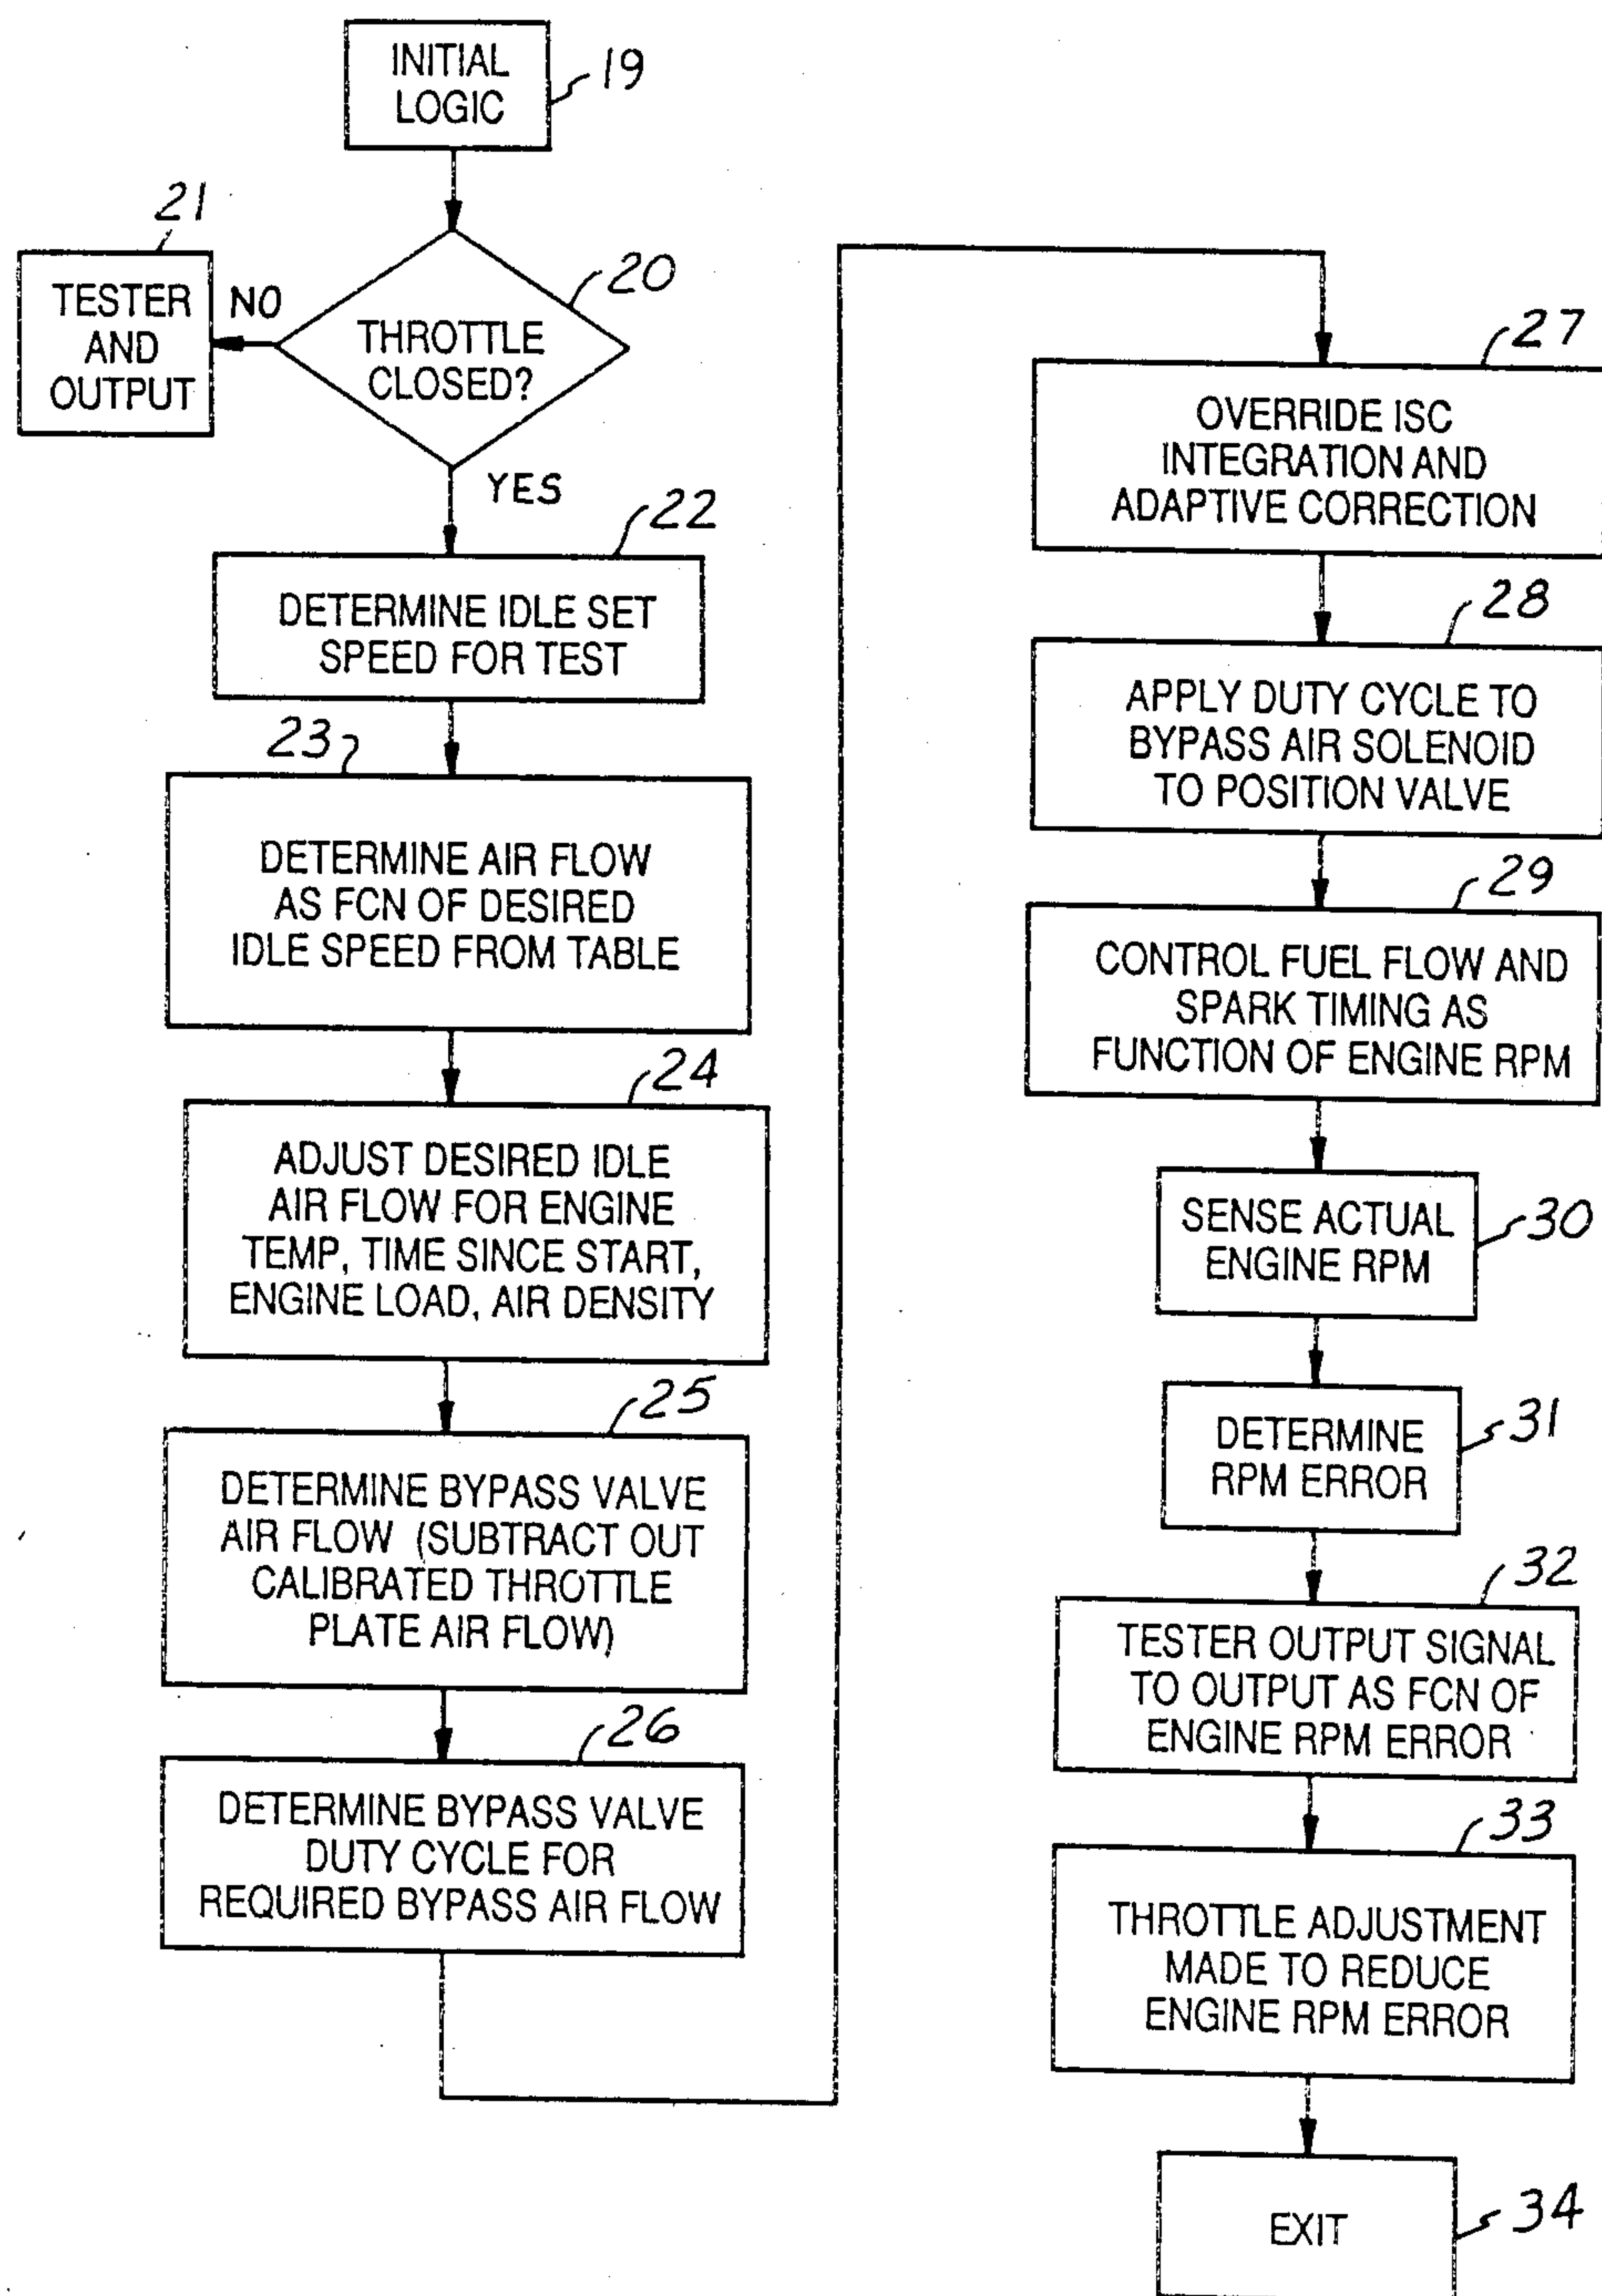 INITIAL
LOGIC
19
20
THROTTLE
CLOSED?
NO
21
TESTER
AND
OUTPUT
YES
22
DETERMINE IDLE SET
SPEED FOR TEST
23
DETERMINE AIR FLOW
AS FCN OF DESIRED
IDLE SPEED FROM TABLE
24
ADJUST DESIRED IDLE
AIR FLOW FOR ENGINE
TEMP, TIME SINCE START,
ENGINE LOAD, AIR DENSITY
25
DETERMINE BYPASS VALVE
AIR FLOW (SUBTRACT OUT
CALIBRATED THROTTLE
PLATE AIR FLOW)
26
DETERMINE BYPASS VALVE
DUTY CYCLE FOR
REQUIRED BYPASS AIR FLOW
27
OVERRIDE ISC
INTEGRATION AND
ADAPTIVE CORRECTION
28
APPLY DUTY CYCLE TO
BYPASS AIR SOLENOID
TO POSITION VALVE
29
CONTROL FUEL FLOW AND
SPARK TIMING AS
FUNCTION OF ENGINE RPM
SENSE ACTUAL
ENGINE RPM
30
DETERMINE
RPM ERROR
31
32
TESTER OUTPUT SIGNAL
TO OUTPUT AS FCN OF
ENGINE RPM ERROR
33
THROTTLE ADJUSTMENT
MADE TO REDUCE
ENGINE RPM ERROR
EXIT
34